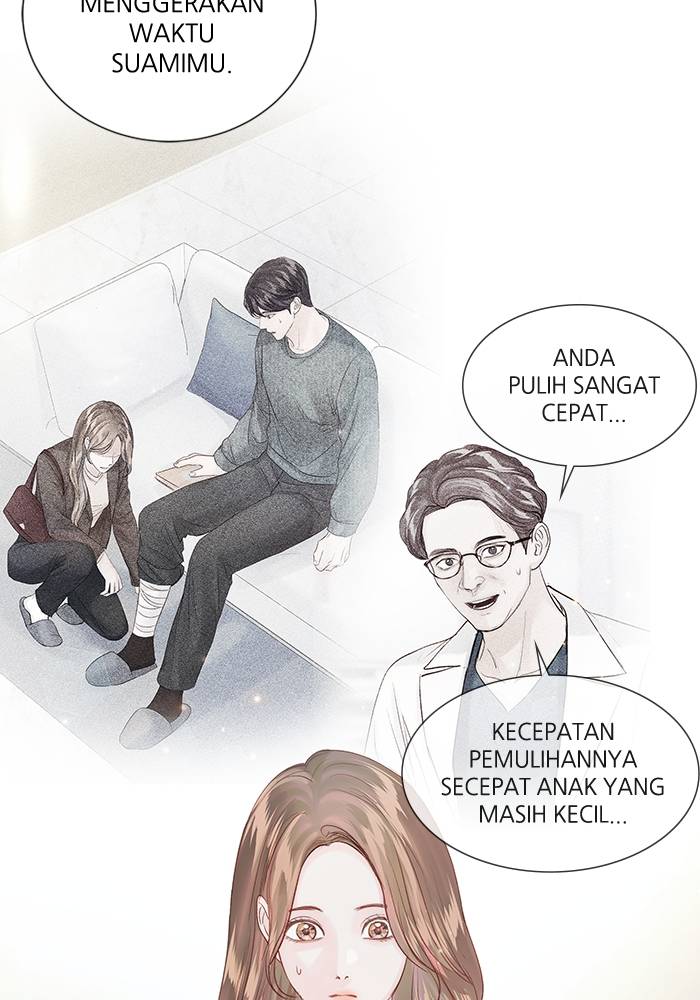 MENGGERAKAN
WAKTU
SUAMIMU.
ANDA
PULIH SANGAT
CEPAT...
KECEPATAN
PEMULIHANNYA
SECEPAT ANAK YANG
MASIH KECIL...